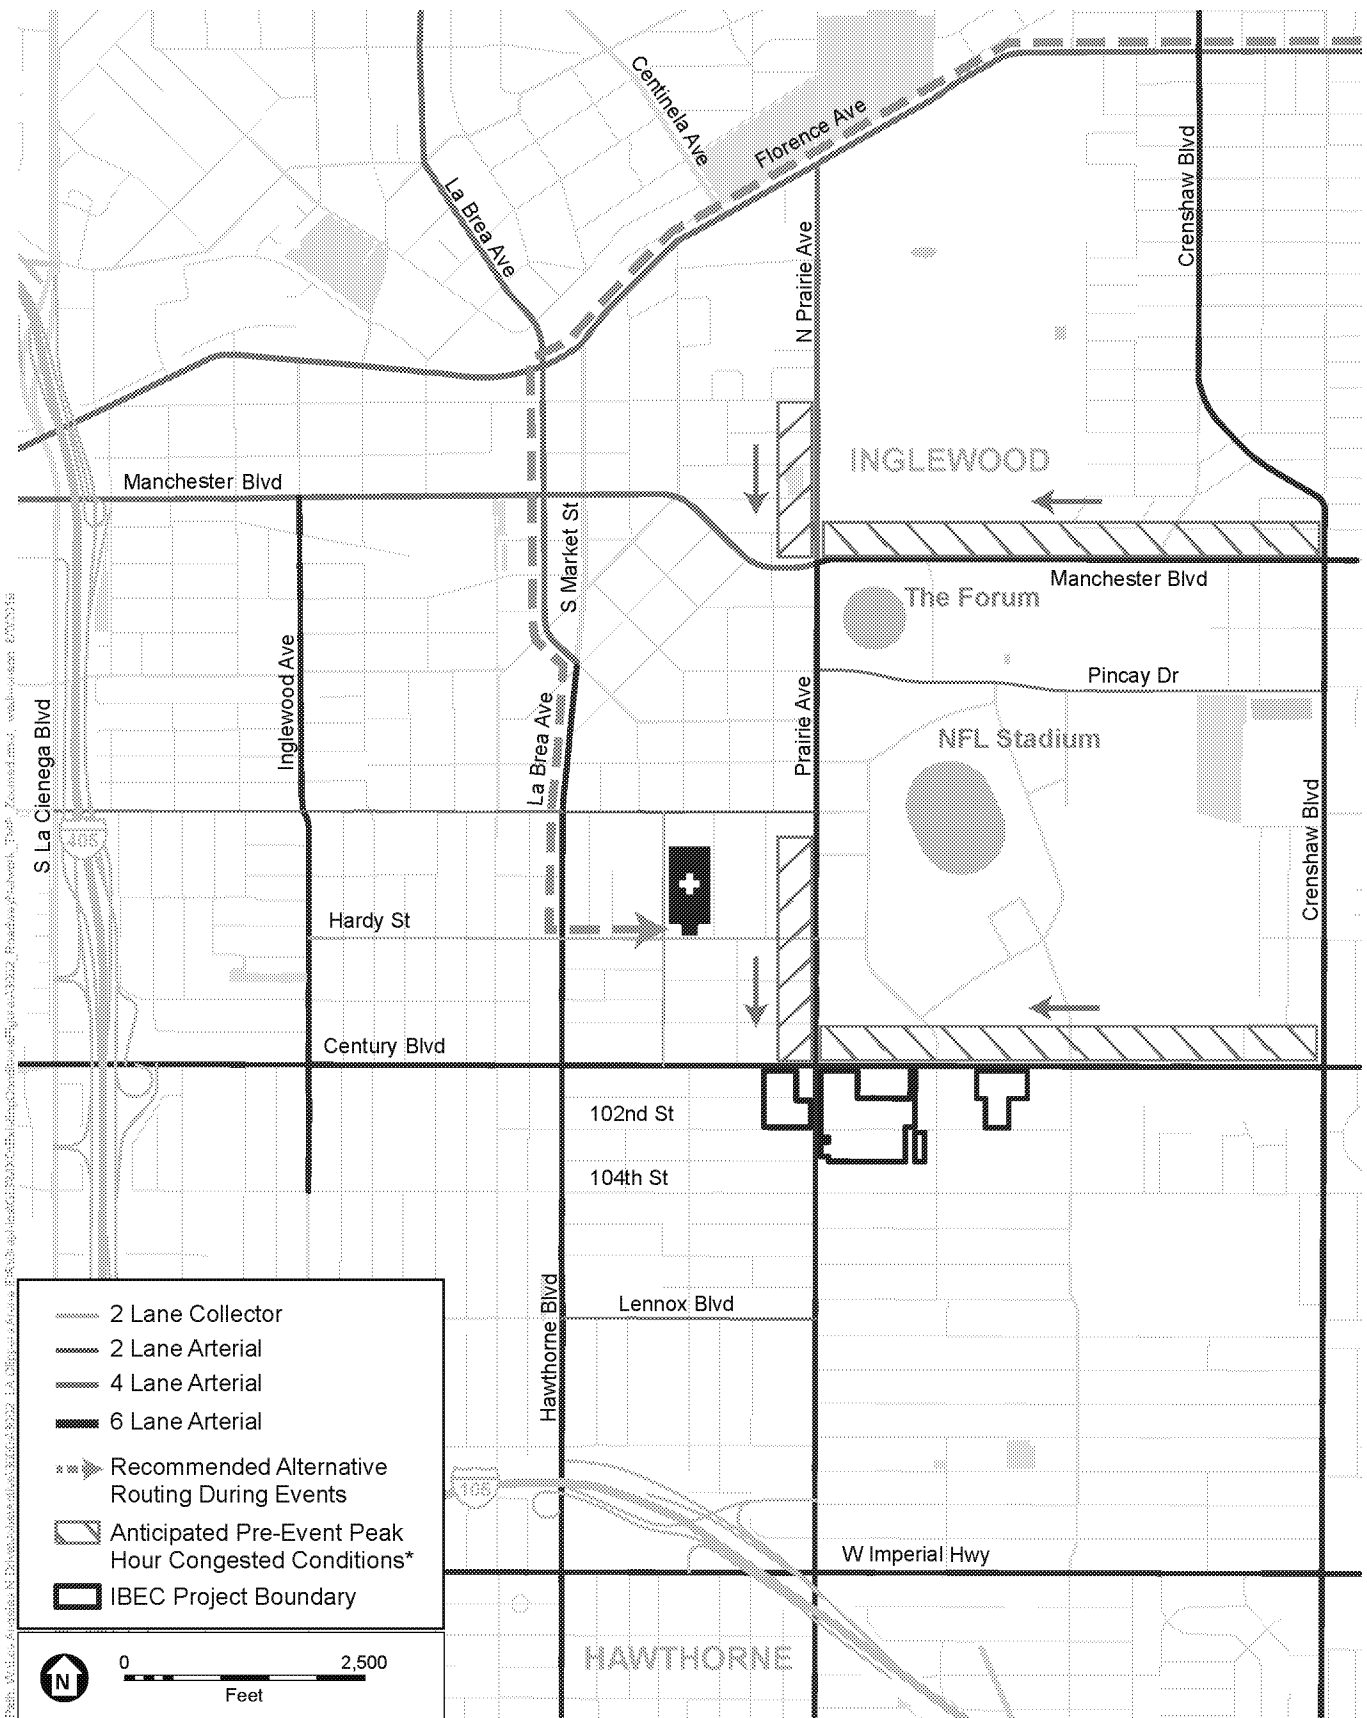 Centinela Ave
Florence Ave
Crenshaw Blvd
La Brea Ave
N Prairie Ave
INGLEWOOD
Manchester Blvd
S Market St
Manchester Blvd
The Forum
Inglewood Ave
Pincay Dr
La Brea Ave
Prairie Ave
NFL Stadium
S La Cienega Blvd
405
Crenshaw Blvd
Hardy St
Century Blvd
102nd St
104th St
Hawthorne Blvd
Lennox Blvd
2 Lane Collector
2 Lane Arterial
4 Lane Arterial
6 Lane Arterial
Recommended Alternative
Routing During Events
Anticipated Pre-Event Peak
Hour Congested Conditions*
IBEC Project Boundary
105
W Imperial Hwy
HAWTHORNE
N
0 2,500
Feet